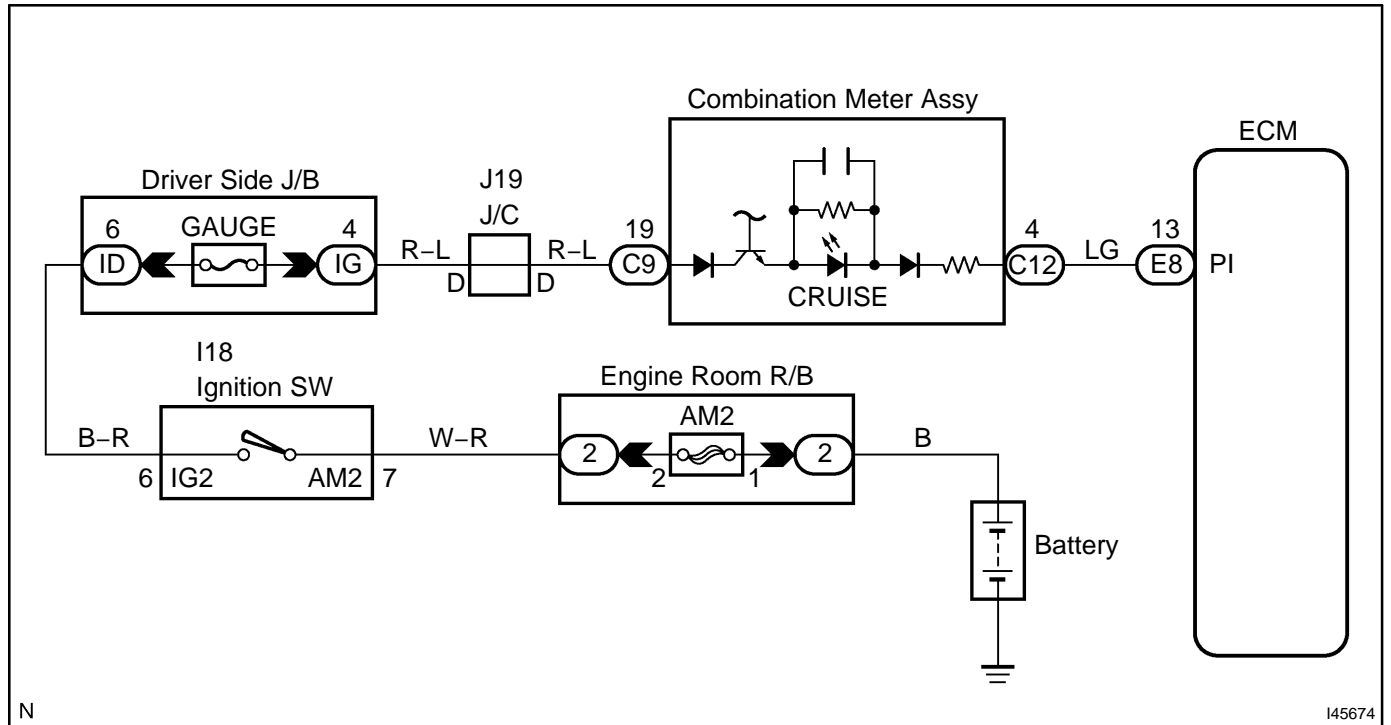 Combination Meter Assy
ECM
Driver Side J/B
J19
J/C
6
GAUGE
4
ID
IG
R–L
D
D
R–L
19
C9
CRUISE
4
C12
LG
13
E8
PI
I18
Ignition SW
B–R
6
IG2
AM2
7
W–R
Engine Room R/B
AM2
2
2
1
2
B
Battery
N
I45674